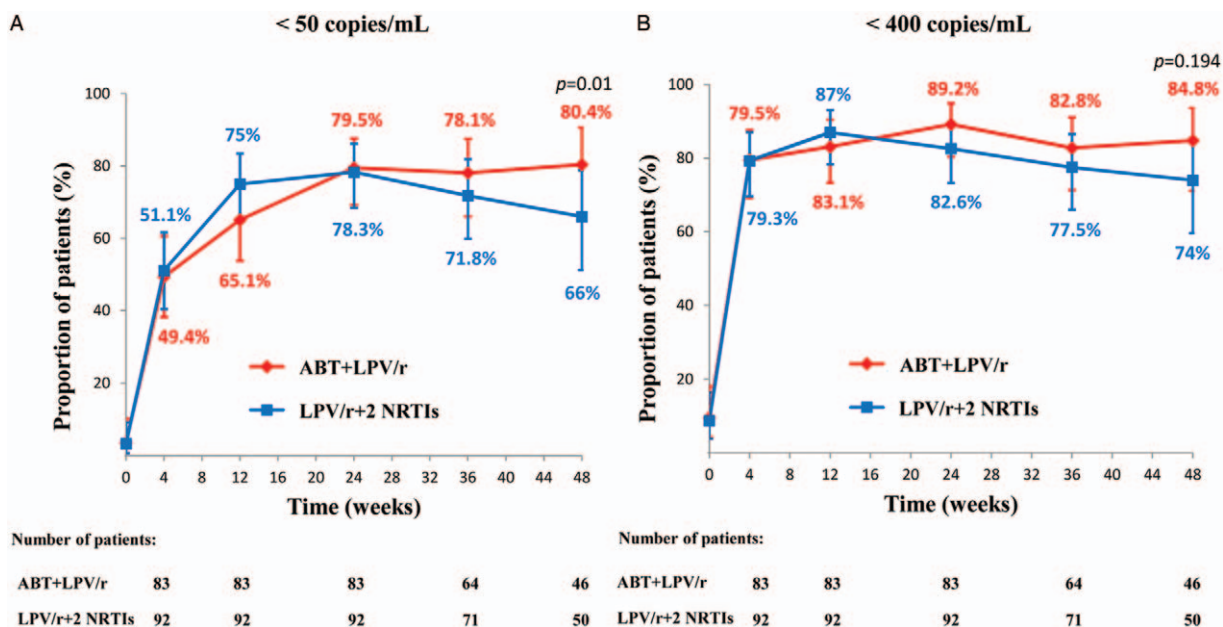 A
< 50 copies/mL
p=0.01
100
80
60
40
20
Proportion of patients (%)
51.1%
75%
79.5%
78.1%
80.4%
49.4%
65.1%
78.3%
71.8%
66%
ABT+LPV/r
LPV/r+2 NRTIs
0 4 8 12 16 20 24 28 32 36 40 44 48
Time (weeks)
Number of patients:
ABT+LPV/r 83 83 83 64 46
LPV/r+2 NRTIs 92 92 92 71 50
B
< 400 copies/mL
p=0.194
100
80
60
40
20
Proportion of patients (%)
79.5%
87%
89.2%
82.8%
84.8%
79.3%
83.1%
82.6%
77.5%
74%
ABT+LPV/r
LPV/r+2 NRTIs
0 4 8 12 16 20 24 28 32 36 40 44 48
Time (weeks)
Number of patients:
ABT+LPV/r 83 83 83 64 46
LPV/r+2 NRTIs 92 92 92 71 50